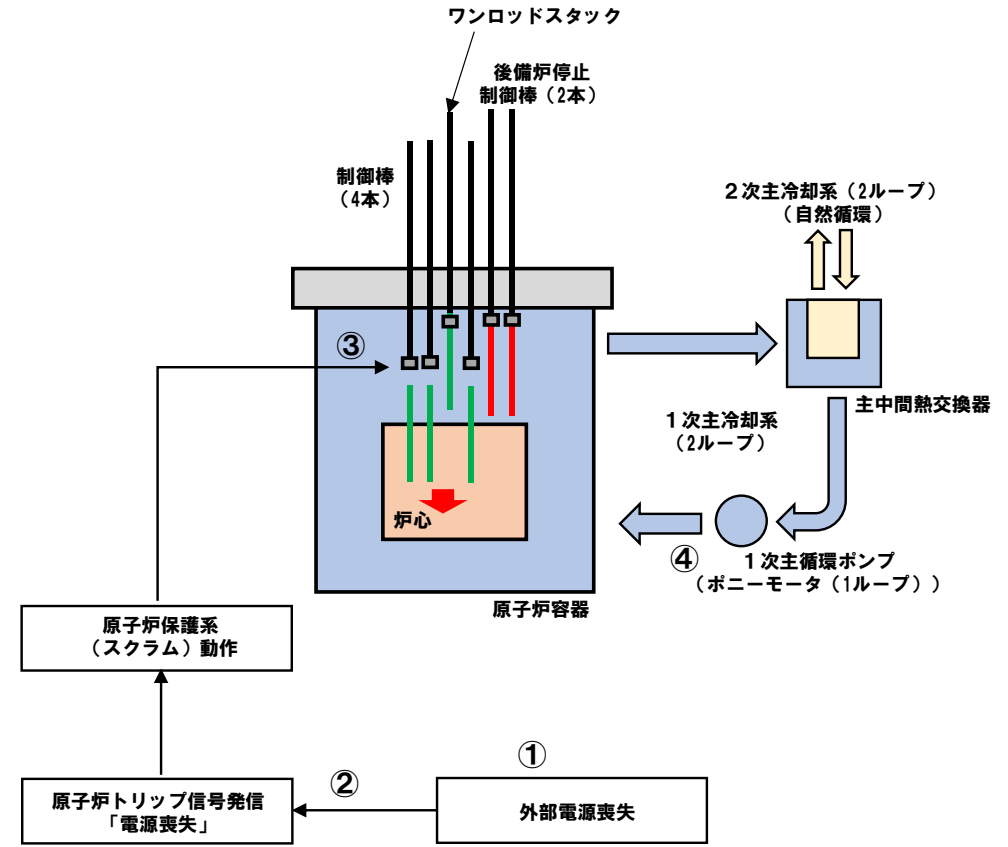 ワンロッドスタック
後備炉停止
制御棒（2本）
制御棒
（4本）
２次主冷却系（2ループ）
（自然循環）
③
主中間熱交換器
１次主冷却系
（2ループ）
炉心
④
１次主循環ポンプ
（ポニーモータ（1ループ））
原子炉容器
原子炉保護系
（スクラム）動作
①
②
原子炉トリップ信号発信
「電源喪失」
外部電源喪失